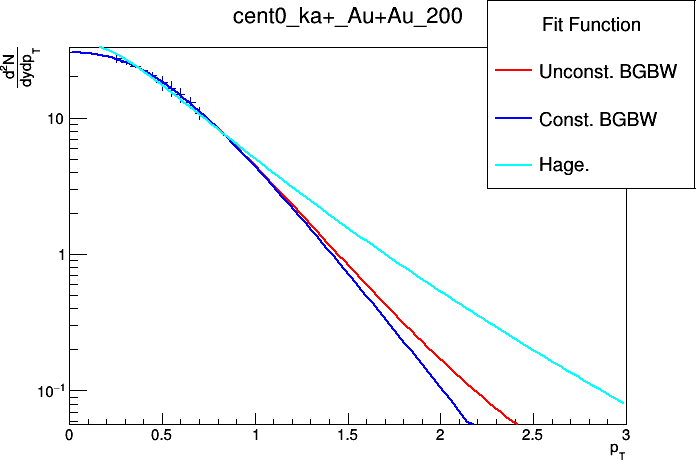 cent0_ka+_Au+Au_200
Fit Function
Unconst. BGBW
Const. BGBW
Hage.
d²N
dydp_T
10
1
10⁻¹
0
0.5
1
1.5
2
2.5
3
p_T